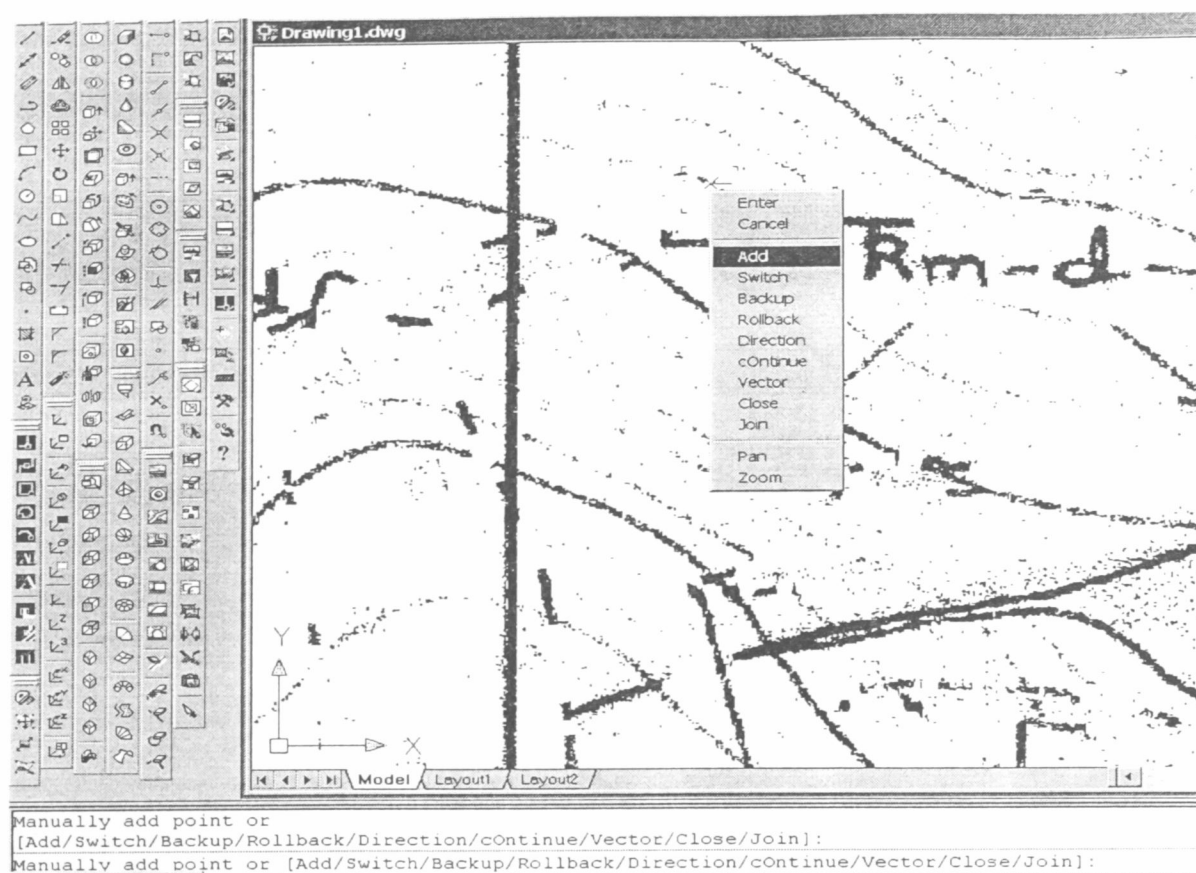 Drawing1.dwg
Enter
Cancel
Add
Switch
Backup
Rollback
Direction
cOntinue
Vector
Close
Join
Pan
Zoom
Rm-d
A
?
Y
X
Model
Layout1
Layout2
Manually add point or
[Add/Switch/Backup/Rollback/Direction/cOntinue/Vector/Close/Join]:
Manually add point or [Add/Switch/Backup/Rollback/Direction/cOntinue/Vector/Close/Join]: